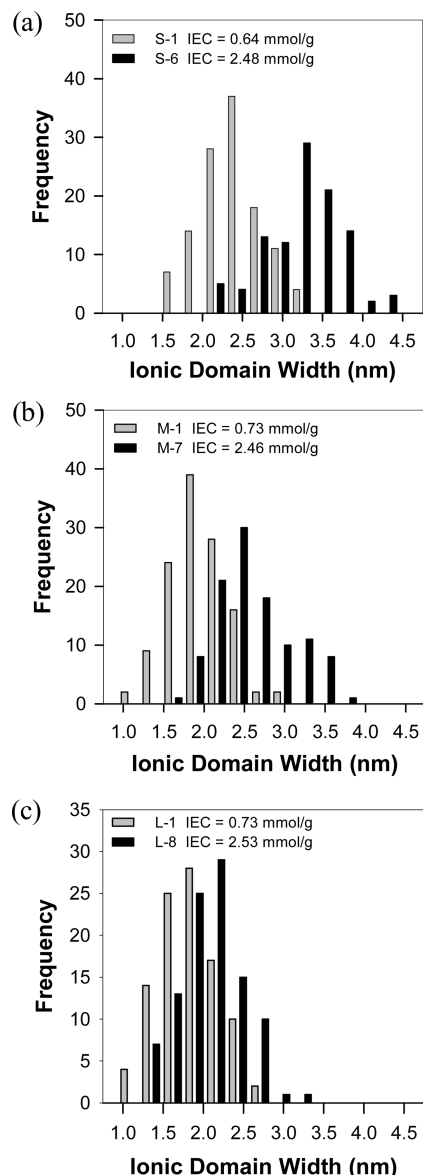 (a)
50
40
30
20
10
0
Frequency
S-1 IEC = 0.64 mmol/g
S-6 IEC = 2.48 mmol/g
1.0 1.5 2.0 2.5 3.0 3.5 4.0 4.5
Ionic Domain Width (nm)
(b)
50
40
30
20
10
0
Frequency
M-1 IEC = 0.73 mmol/g
M-7 IEC = 2.46 mmol/g
1.0 1.5 2.0 2.5 3.0 3.5 4.0 4.5
Ionic Domain Width (nm)
(c)
35
30
25
20
15
10
5
0
Frequency
L-1 IEC = 0.73 mmol/g
L-8 IEC = 2.53 mmol/g
1.0 1.5 2.0 2.5 3.0 3.5 4.0 4.5
Ionic Domain Width (nm)